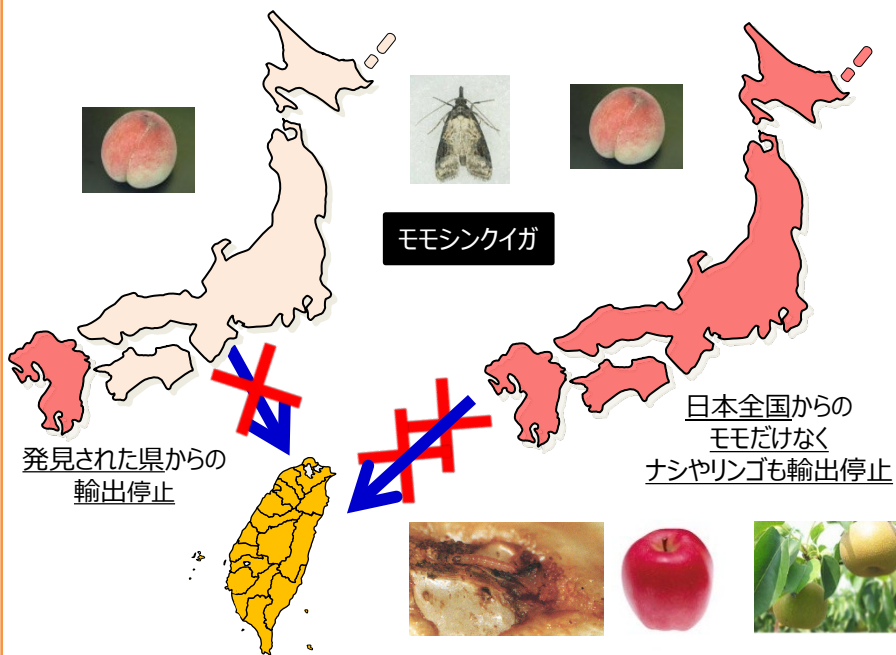 モモシンクイガ
発見された県からの
輸出停止
日本全国からの
モモだけなく
ナシやリンゴも輸出停止